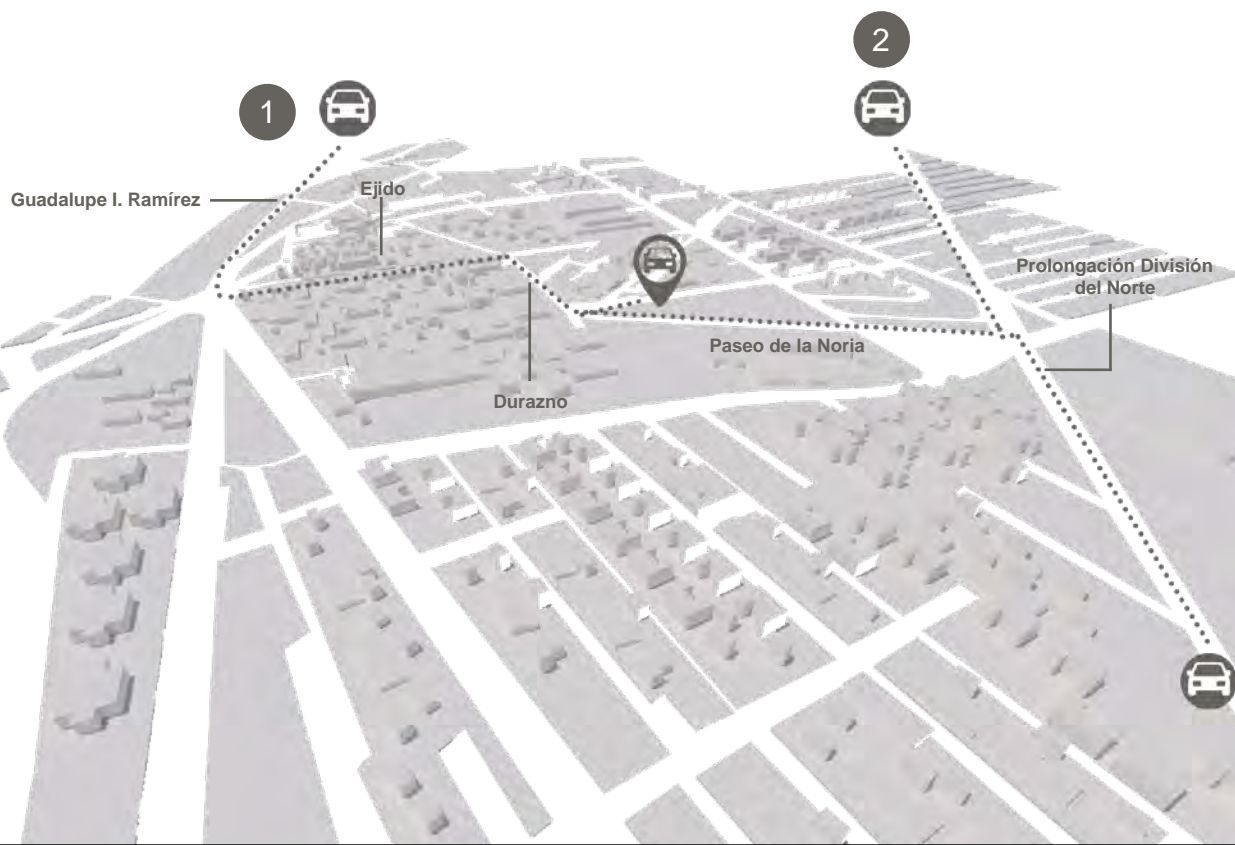 2
1
Guadalupe I. Ramírez
Ejido
Prolongación División
del Norte
Paseo de la Noria
Durazno